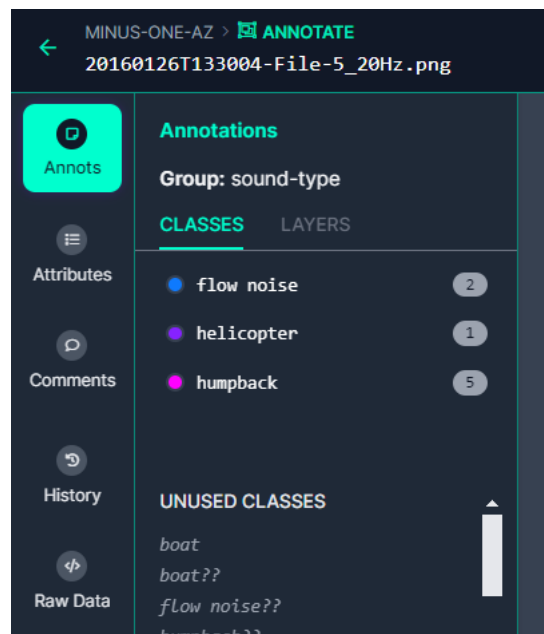 MINUS-ONE-AZ > ANNOTATE
20160126T133004-File-5_20Hz.png
Annots
Attributes
Comments
History
Raw Data
Annotations
Group: sound-type
CLASSES LAYERS
flow noise 2
helicopter 1
humpback 5
UNUSED CLASSES
boat
boat??
flow noise??
humpback??